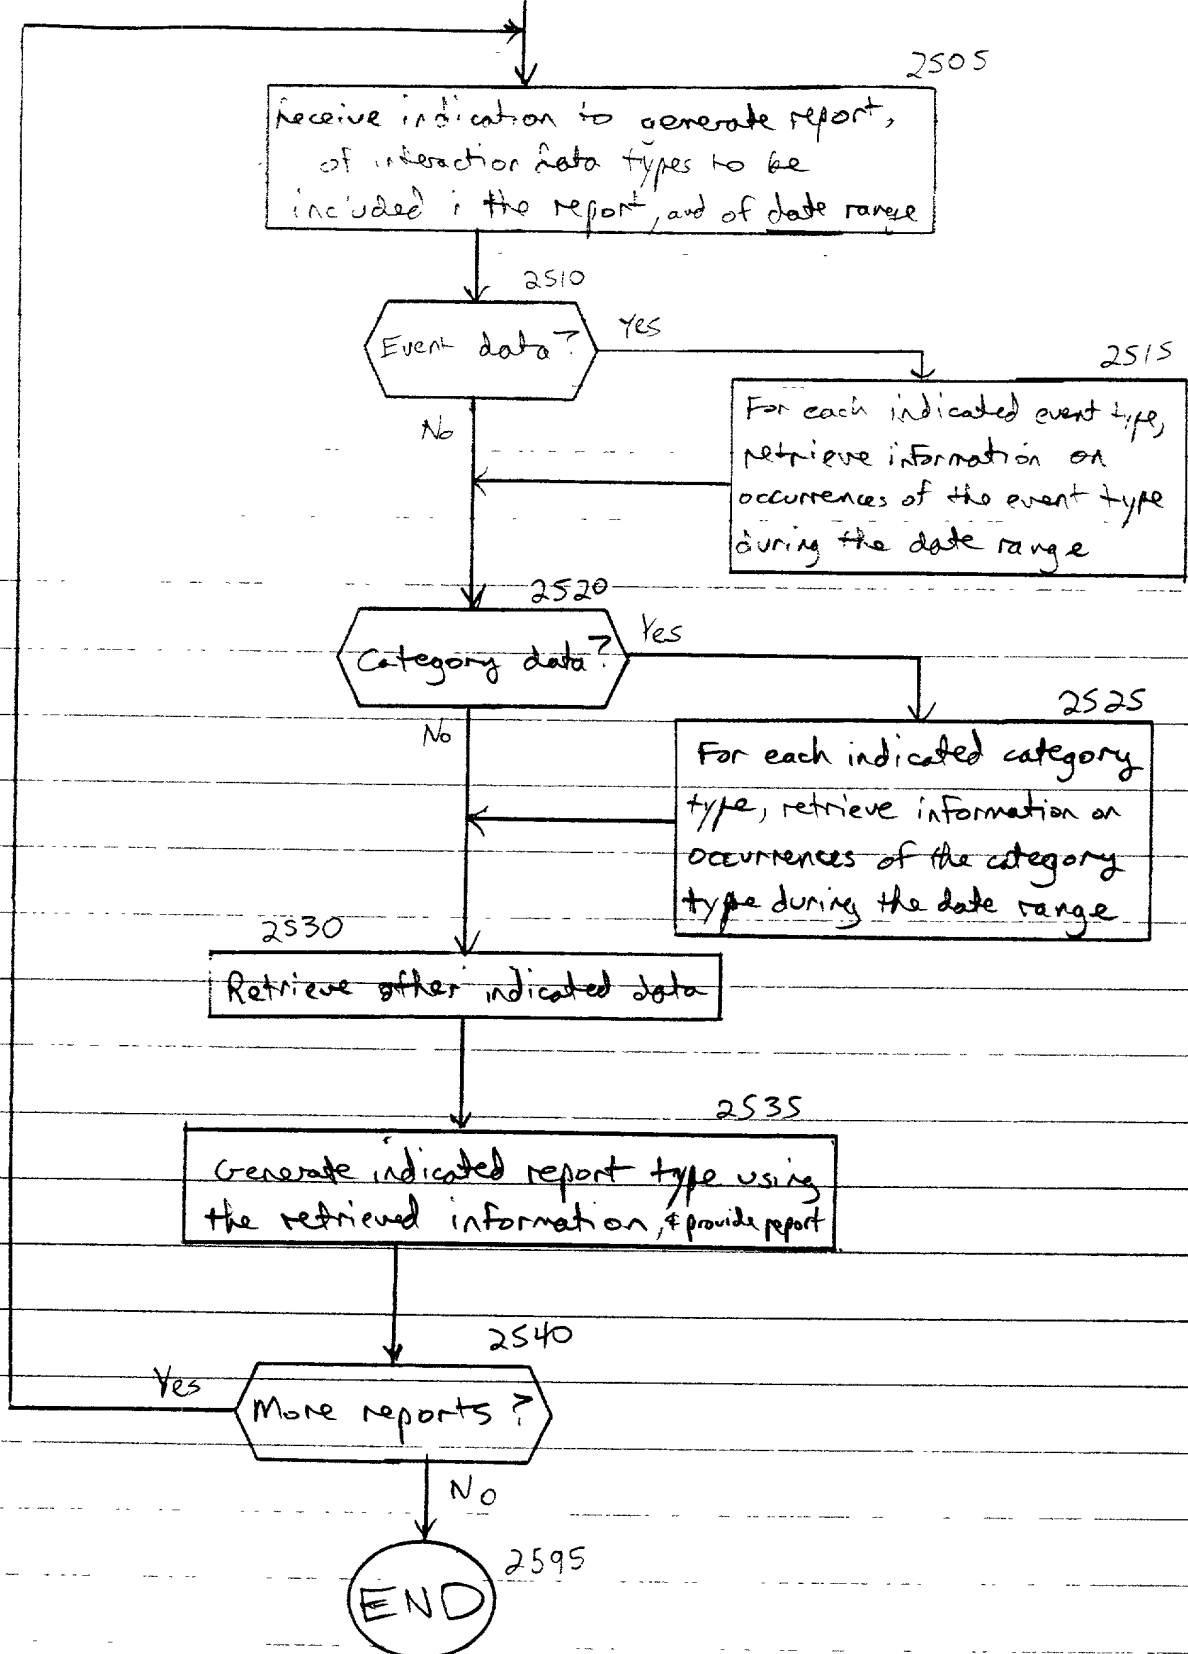 2505
Receive indication to generate report,
of interaction data types to be
included i the report, and of date range
2510
Event data?
Yes
2515
For each indicated event type,
retrieve information on
occurrences of the event type
during the date range
No
2520
Category data?
Yes
2525
For each indicated category
type, retrieve information on
occurrences of the category
type during the date range
No
2530
Retrieve other indicated data
2535
Generate indicated report type using
the retrieved information, & provide report
2540
More reports?
Yes
No
2595
END